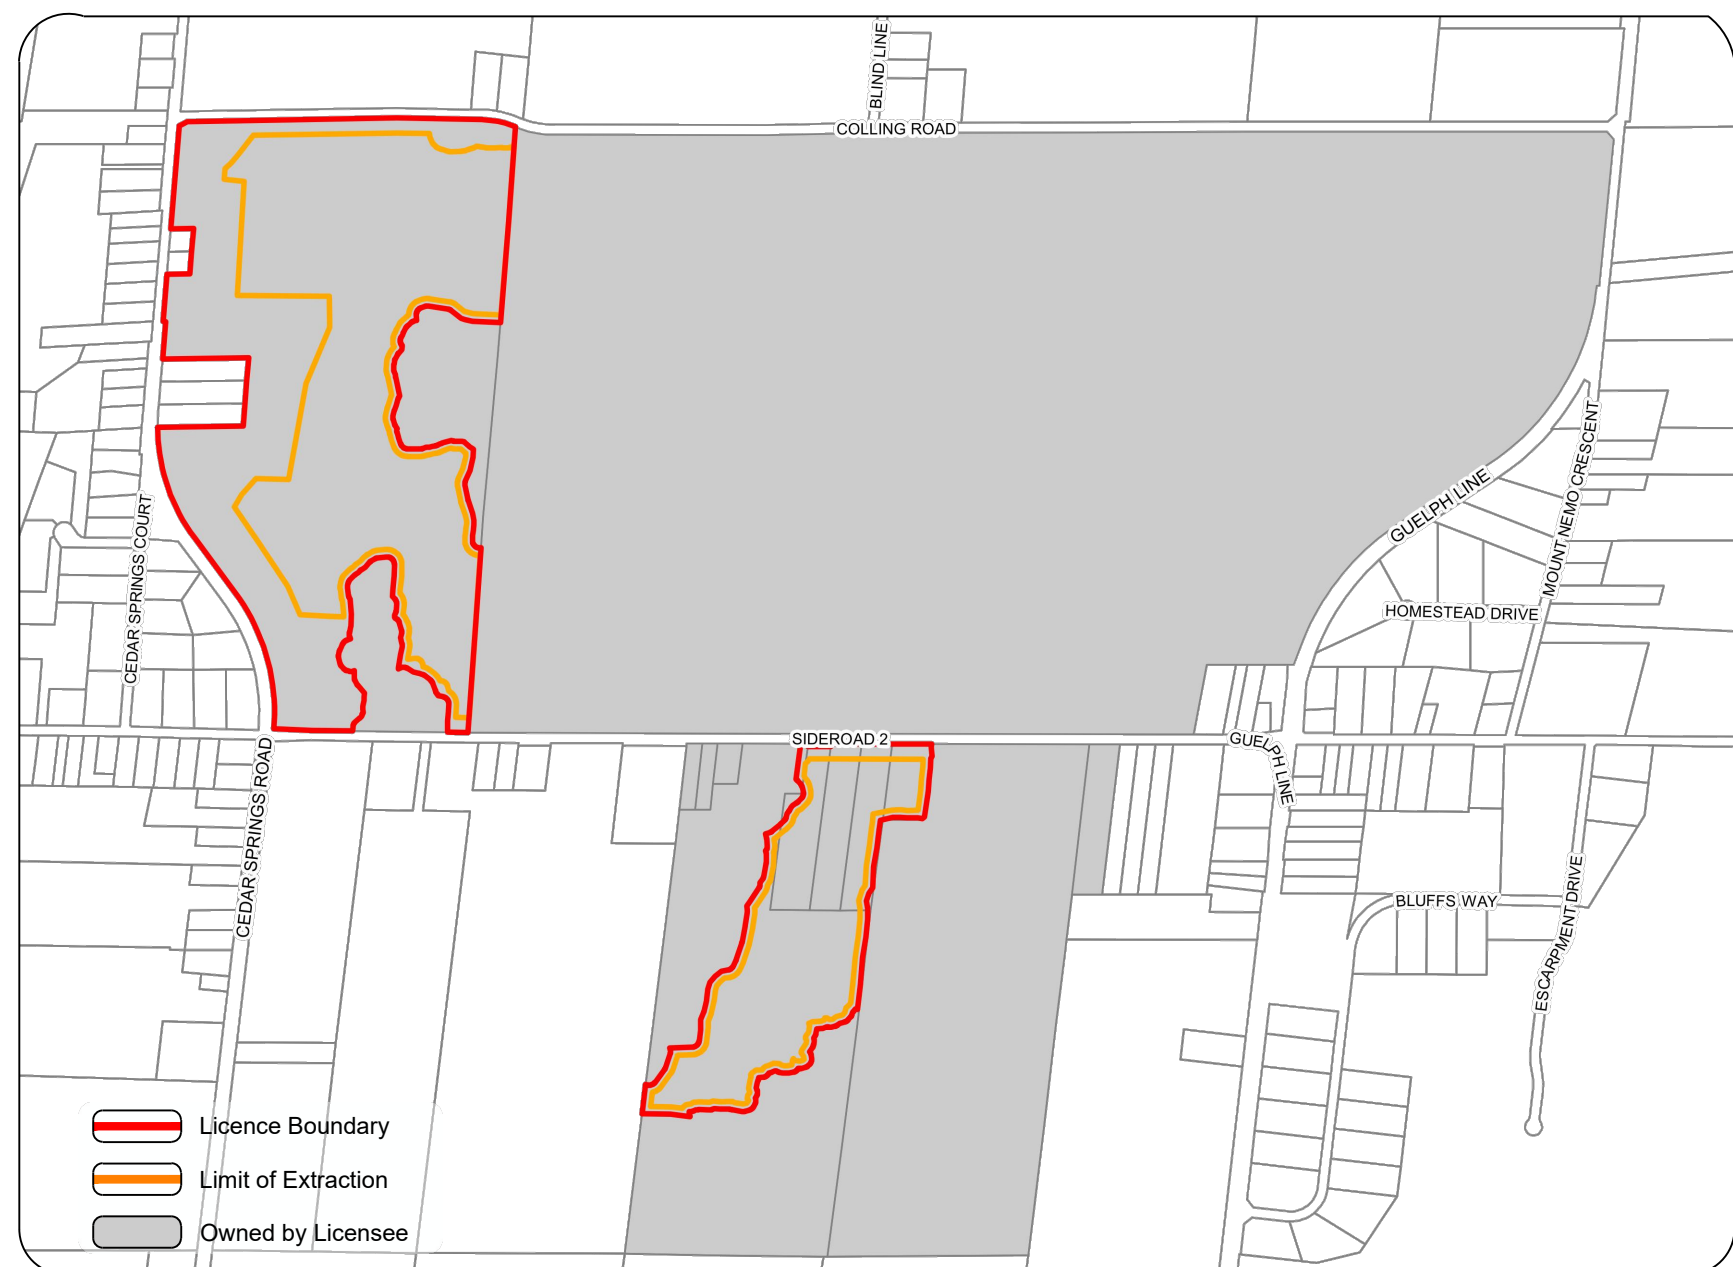 BLIND LINE
COLLING ROAD
GUELPH LINE
MOUNT NEMO CRESCENT
CEDAR SPRINGS COURT
HOMESTEAD DRIVE
SIDEROAD 2
GUELPH LINE
CEDAR SPRINGS ROAD
BLUFFS WAY
ESCARPMENT DRIVE
Licence Boundary
Limit of Extraction
Owned by Licensee